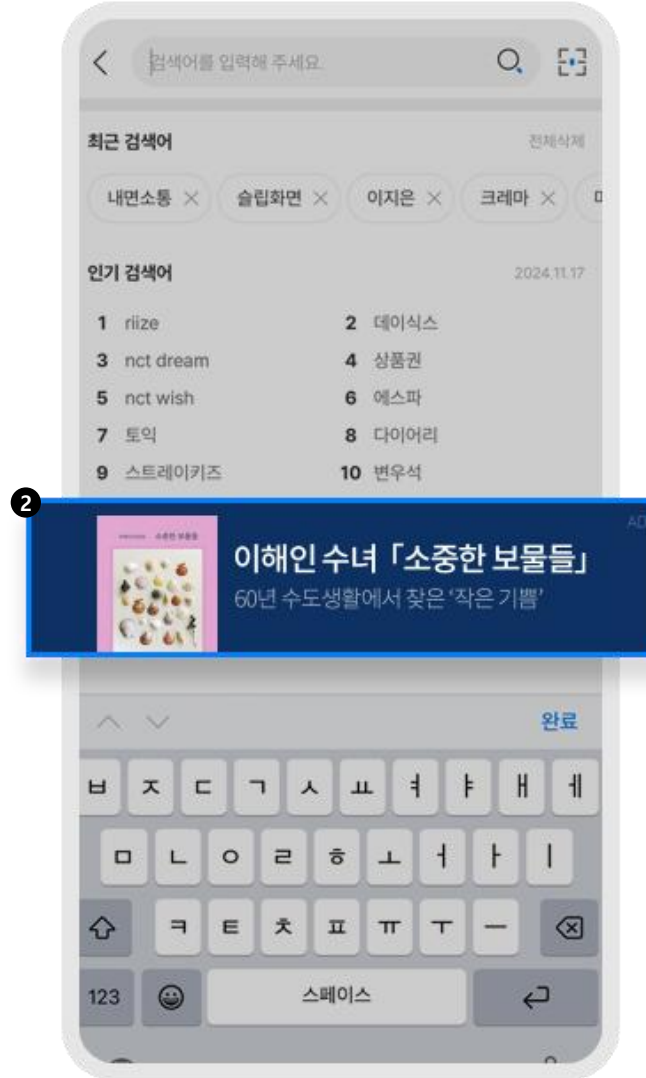 검색어를 입력해 주세요.
최근 검색어 전체삭제
내면소통 슬립화면 이지은 크레마
인기 검색어 2024.11.17
1 riize 2 데이식스
3 nct dream 4 상품권
5 nct wish 6 에스파
7 토익 8 다이어리
9 스트레이키즈 10 변우석
2
AD
소중한 보물들
이해인 수녀 「소중한 보물들」
60년 수도생활에서 찾은 ‘작은 기쁨’
완료
ㅂ ㅈ ㄷ ㄱ ㅅ ㅛ ㅕ ㅑ ㅐ ㅔ
ㅁ ㄴ ㅇ ㄹ ㅎ ㅗ ㅓ ㅏ ㅣ
ㅋ ㅌ ㅊ ㅍ ㅠ ㅜ ㅡ
123 스페이스